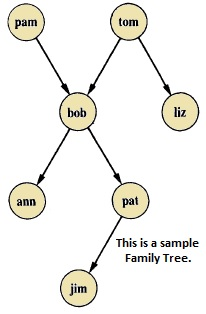 pam tom
bob liz
ann pat
This is a sample
Family Tree.
jim